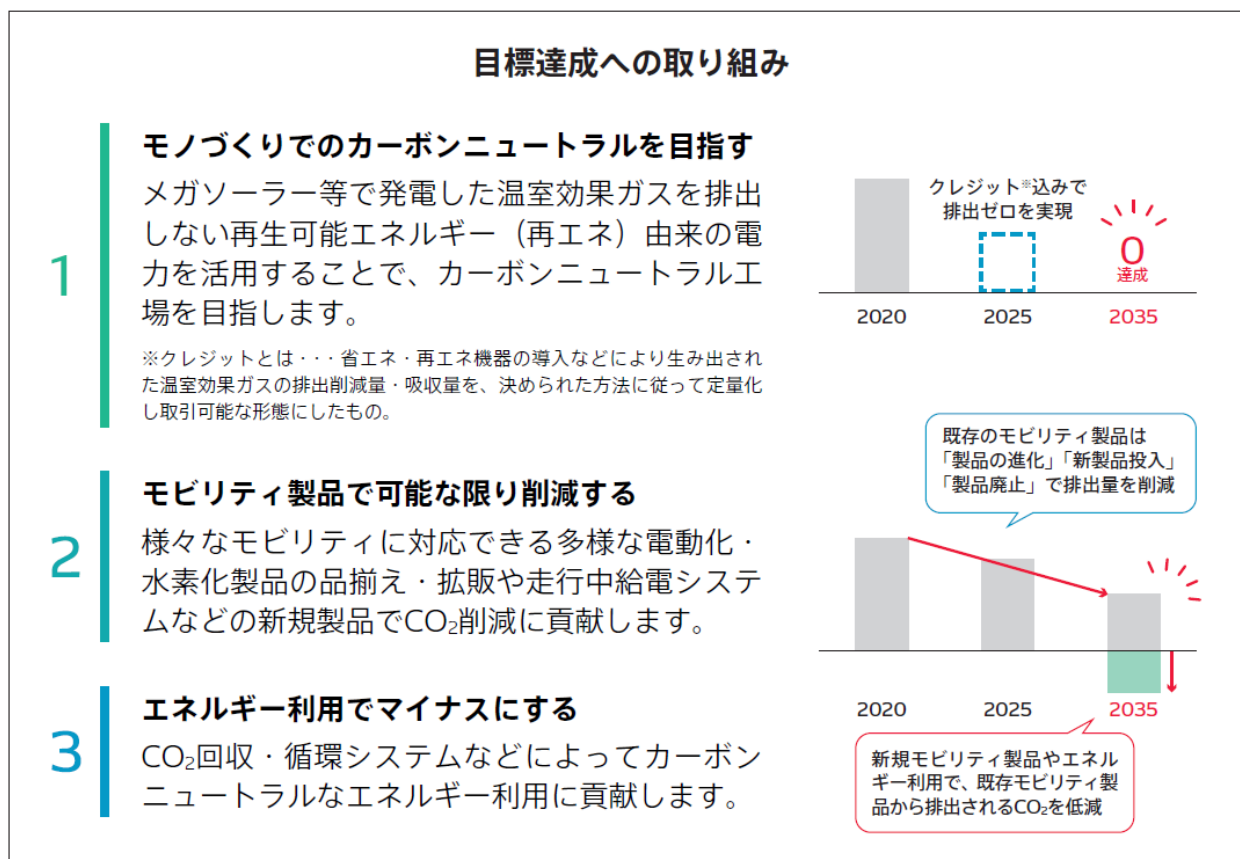 目標達成への取り組み
1
モノづくりでのカーボンニュートラルを目指す
メガソーラー等で発電した温室効果ガスを排出
しない再生可能エネルギー（再エネ）由来の電
力を活用することで、カーボンニュートラル工
場を目指します。
※クレジットとは・・・省エネ・再エネ機器の導入などにより生み出され
た温室効果ガスの排出削減量・吸収量を、決められた方法に従って定量化
し取引可能な形態にしたもの。
クレジット※込みで
排出ゼロを実現
0
達成
2020 2025 2035
2
モビリティ製品で可能な限り削減する
様々なモビリティに対応できる多様な電動化・
水素化製品の品揃え・拡販や走行中給電システ
ムなどの新規製品でCO₂削減に貢献します。
既存のモビリティ製品は
「製品の進化」「新製品投入」
「製品廃止」で排出量を削減
3
エネルギー利用でマイナスにする
CO₂回収・循環システムなどによってカーボン
ニュートラルなエネルギー利用に貢献します。
2020 2025 2035
新規モビリティ製品やエネル
ギー利用で、既存モビリティ製
品から排出されるCO₂を低減